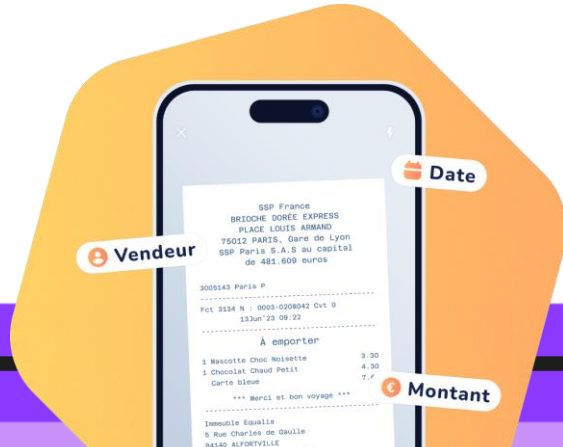 Date
Vendeur
SSP France
BRIOCHE DORÉE EXPRESS
PLACE LOUIS ARMAND
75012 PARIS, Gare de Lyon
SSP Paris S.A.S au capital
de 481.609 euros
3005143 Paris P
Fct 3134 N : 0003-0208042 Cvt 0
13Jun'23 09:22
À emporter
1 Mascotte Choc Noisette 3.30
1 Chocolat Chaud Petit 4.30
Carte bleue
*** Merci et bon voyage ***
Montant
Immeuble Equalia
5 Rue Charles de Gaulle
94140 ALFORTVILLE